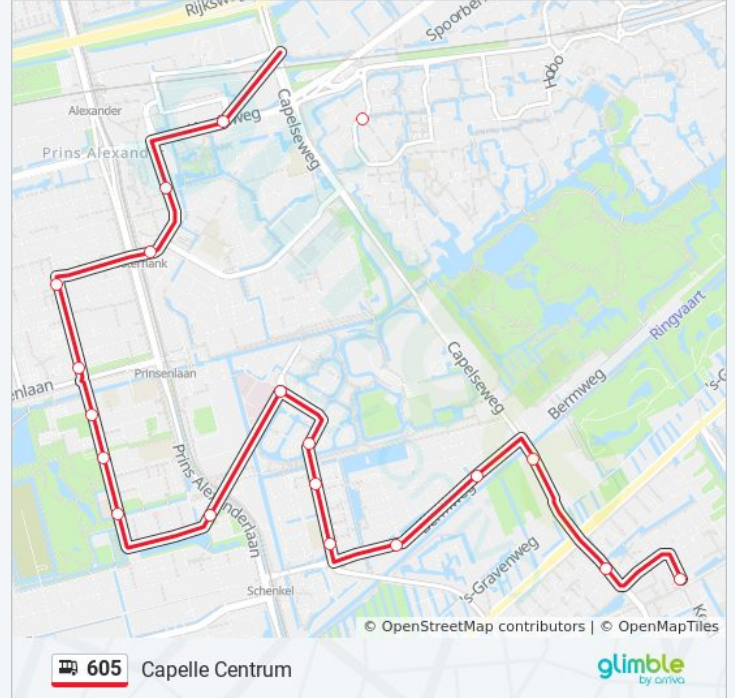 Rijksw
Spoorber
Hobo
Alexander
weg
Capelseweg
Prins Alexand
Ringvaart
Capelseweg
Prinsenlaan
enlaan
Bermweg
's-G
Prins Alexanderlaan
's-Gravenweg
Schenkel
© OpenStreetMap contributors | © OpenMapTiles
605 Capelle Centrum
glimble
by arriva